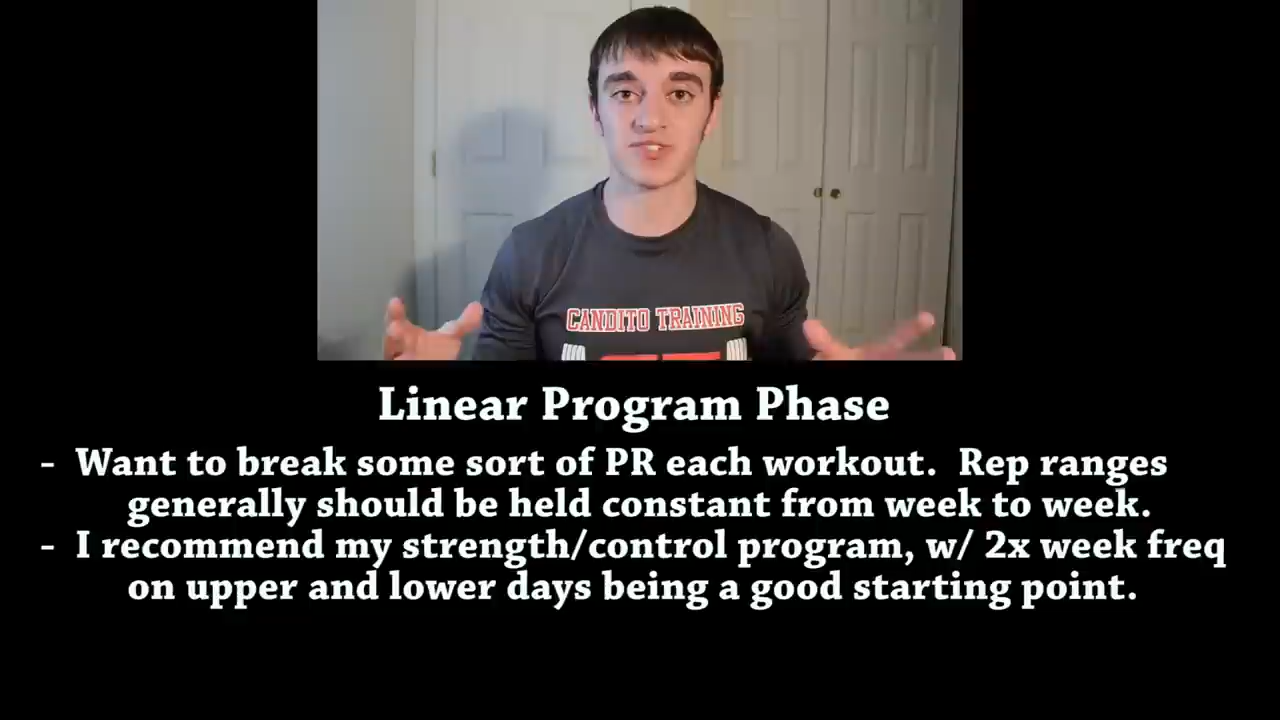 CANDITO TRAINING
Linear Program Phase
- Want to break some sort of PR each workout.  Rep ranges
generally should be held constant from week to week.
- I recommend my strength/control program, w/ 2x week freq
on upper and lower days being a good starting point.